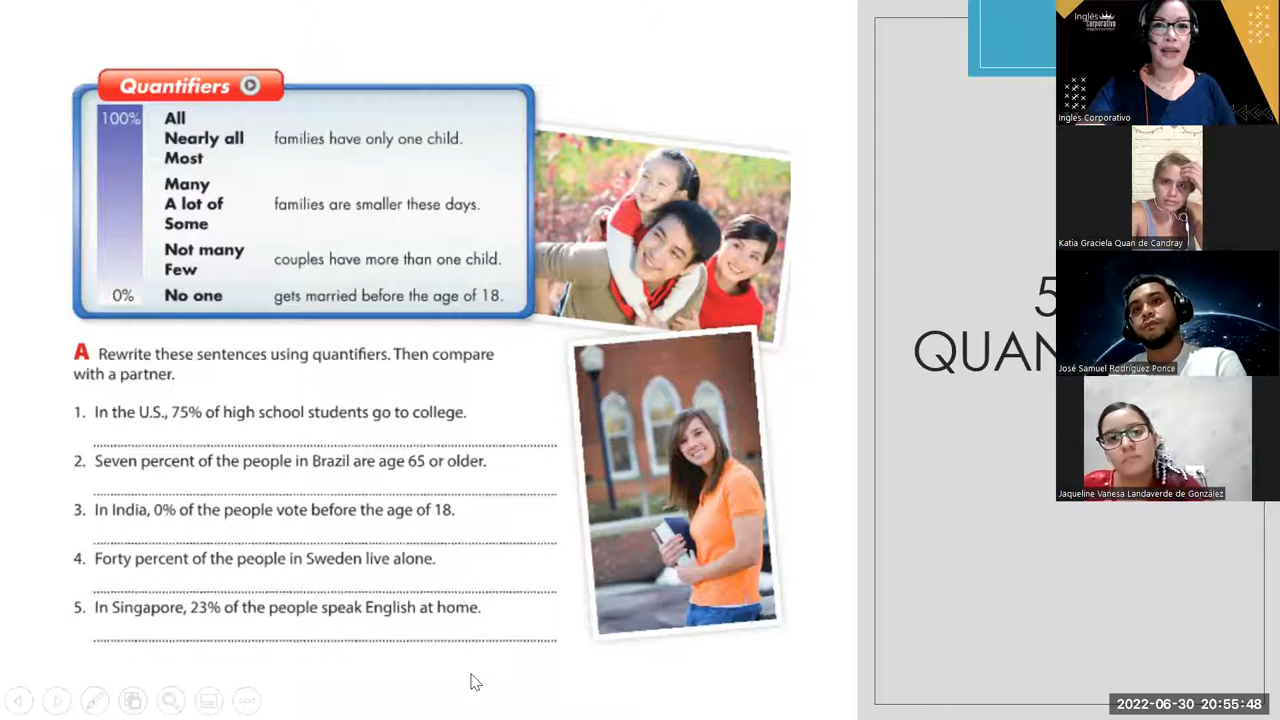 Quantifiers
100% All
Nearly all families have only one child.
Most
Many
A lot of families are smaller these days.
Some
Not many
Few couples have more than one child.
0% No one gets married before the age of 18.
A Rewrite these sentences using quantifiers. Then compare
with a partner.
1. In the U.S., 75% of high school students go to college.
2. Seven percent of the people in Brazil are age 65 or older.
3. In India, 0% of the people vote before the age of 18.
4. Forty percent of the people in Sweden live alone.
5. In Singapore, 23% of the people speak English at home.
5
QUAN
Inglés
Corporativo
Inglés Corporativo
Katia Graciela Quan de Candray
José Samuel Rodríguez Ponce
Jaqueline Vanesa Landaverde de González
2022-06-30 20:55:48